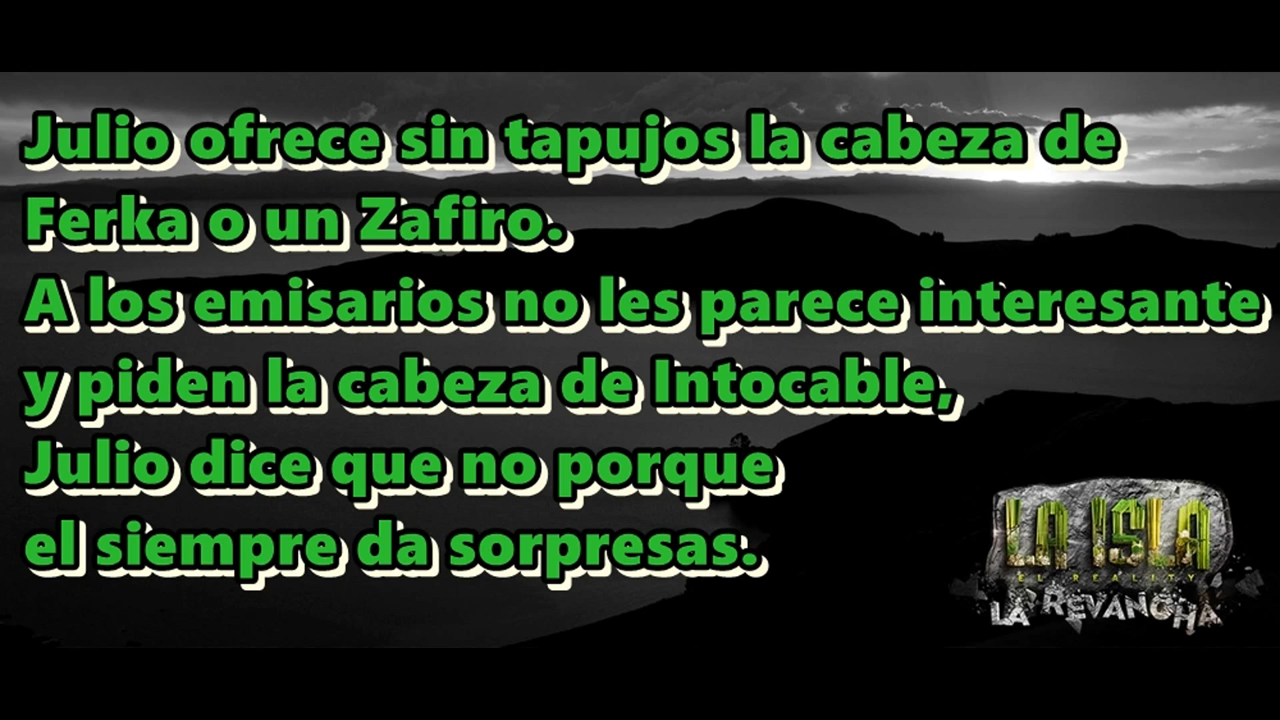 Julio ofrece sin tapujos la cabeza de
Ferka o un Zafiro.
A los emisarios no les parece interesante
y piden la cabeza de Intocable,
Julio dice que no porque
el siempre da sorpresas.
LA ISLA
EL REALITY
LA REVANCHA